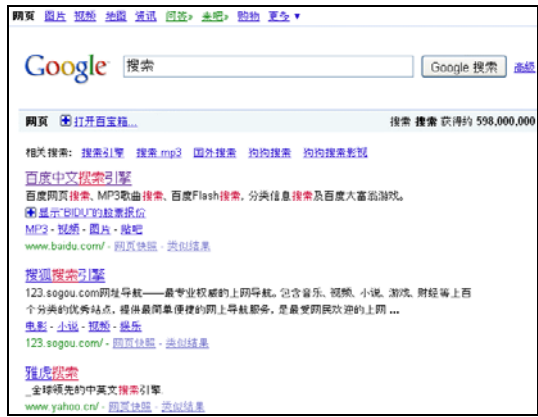 网页 图片 视频 地图 资讯 问答» 来吧» 购物 更多 ▼
Google 搜索 Google 搜索 高级
网页 打开百宝箱... 搜索 搜索 获得约 598,000,000
相关搜索: 搜索引擎 搜索 mp3 国外搜索 狗狗搜索 狗狗搜索影视
百度中文搜索引擎
百度网页搜索、MP3歌曲搜索、百度Flash搜索, 分类信息搜索及百度大富翁游戏。
显示"BIDU"的股票报价
MP3 - 视频 - 图片 - 贴吧
www.baidu.com/ - 网页快照 - 类似结果
搜狐搜索引擎
123.sogou.com网址导航——最专业权威的上网导航。包含音乐、视频、小说、游戏、财经等上百
个分类的优秀站点, 提供最简单便捷的网上导航服务, 是最受网民欢迎的上网 ...
电影 - 小说 - 视频 - 娱乐
123.sogou.com/ - 网页快照 - 类似结果
雅虎搜索
_全球领先的中英文搜索引擎.
www.yahoo.cn/ - 网页快照 - 类似结果